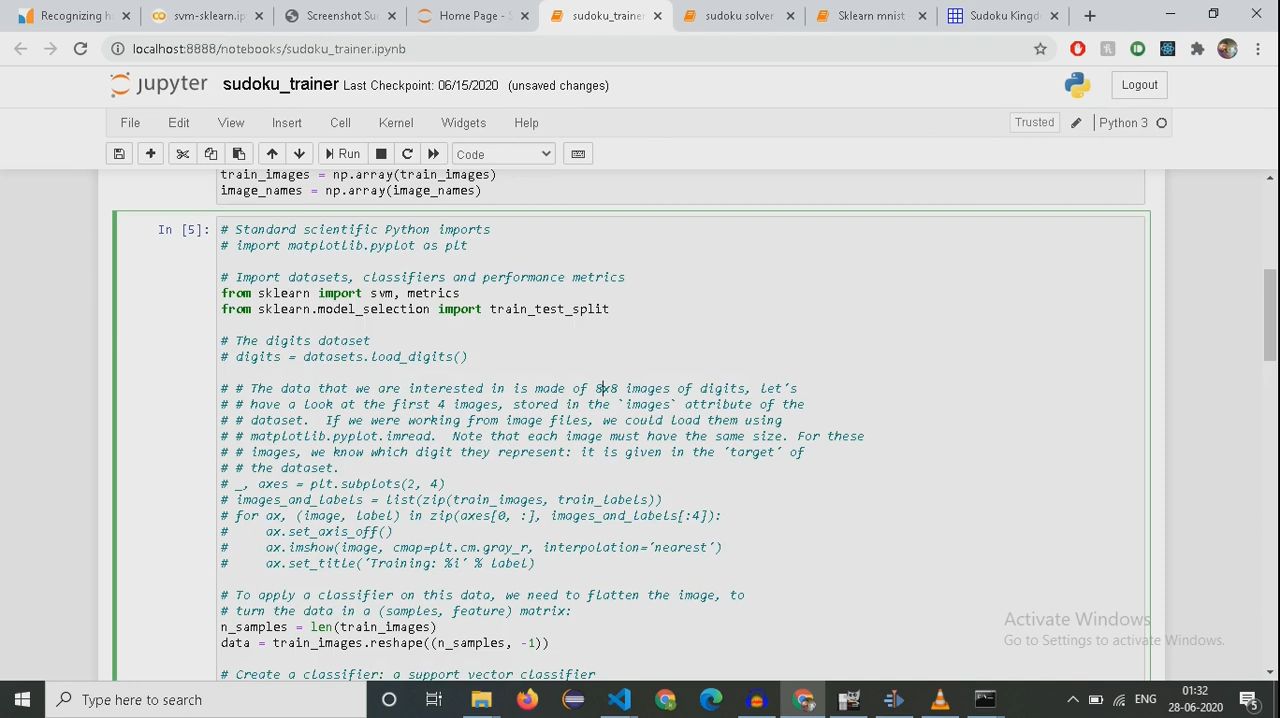 Recognizing h
svm-sklearn.ip
Screenshot Su
Home Page - S
sudoku_traine
sudoku solver
Sklearn mnist
Sudoku Kingd
localhost:8888/notebooks/sudoku_trainer.ipynb
jupyter sudoku_trainer Last Checkpoint: 06/15/2020 (unsaved changes)
Logout
File Edit View Insert Cell Kernel Widgets Help
Trusted
Python 3
Run
Code
train_images = np.array(train_images)
image_names = np.array(image_names)
In [5]:
# Standard scientific Python imports
# import matplotlib.pyplot as plt
# Import datasets, classifiers and performance metrics
from sklearn import svm, metrics
from sklearn.model_selection import train_test_split
# The digits dataset
# digits = datasets.load_digits()
# # The data that we are interested in is made of 8x8 images of digits, let's
# # have a look at the first 4 images, stored in the `images` attribute of the
# # dataset.  If we were working from image files, we could load them using
# # matplotlib.pyplot.imread.  Note that each image must have the same size. For these
# # images, we know which digit they represent: it is given in the 'target' of
# # the dataset.
# _, axes = plt.subplots(2, 4)
# images_and_labels = list(zip(train_images, train_labels))
# for ax, (image, label) in zip(axes[0, :], images_and_labels[:4]):
#     ax.set_axis_off()
#     ax.imshow(image, cmap=plt.cm.gray_r, interpolation='nearest')
#     ax.set_title('Training: %i' % label)
# To apply a classifier on this data, we need to flatten the image, to
# turn the data in a (samples, feature) matrix:
n_samples = len(train_images)
data = train_images.reshape((n_samples, -1))
# Create a classifier: a support vector classifier
Activate Windows
Go to Settings to activate Windows.
Type here to search
ENG
01:32
28-06-2020
5